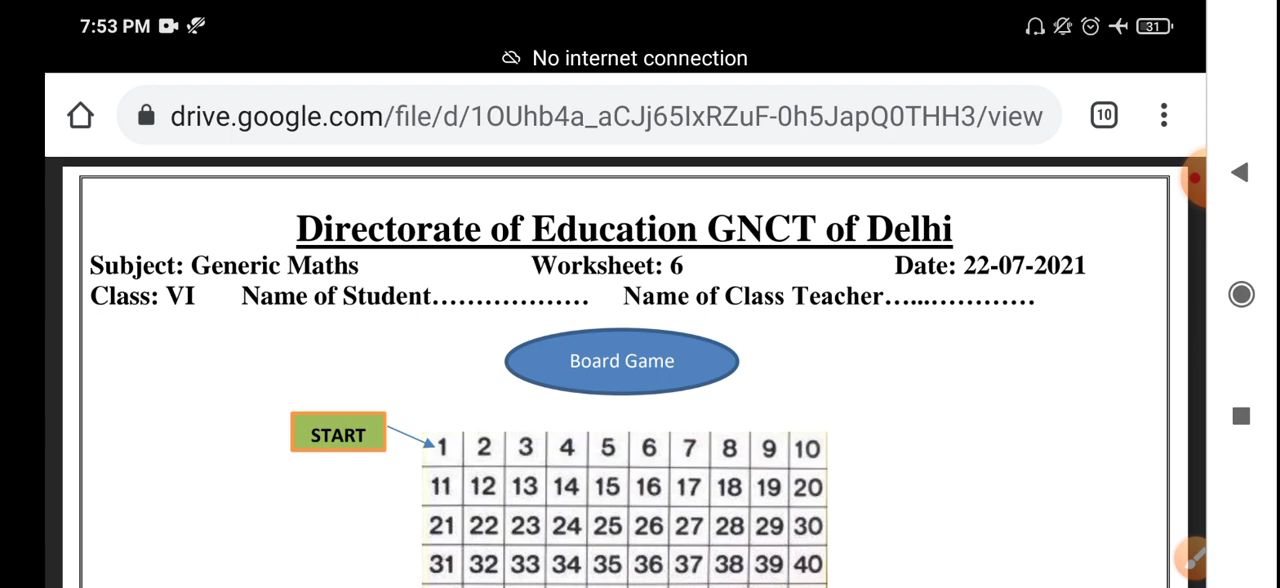 7:53 PM
31
No internet connection
drive.google.com/file/d/1OUhb4a_aCJj65IxRZuF-0h5JapQ0THH3/view
10
Directorate of Education GNCT of Delhi
Subject: Generic Maths Worksheet: 6 Date: 22-07-2021
Class: VI Name of Student.................. Name of Class Teacher…...…………
Board Game
START
1 2 3 4 5 6 7 8 9 10
11 12 13 14 15 16 17 18 19 20
21 22 23 24 25 26 27 28 29 30
31 32 33 34 35 36 37 38 39 40